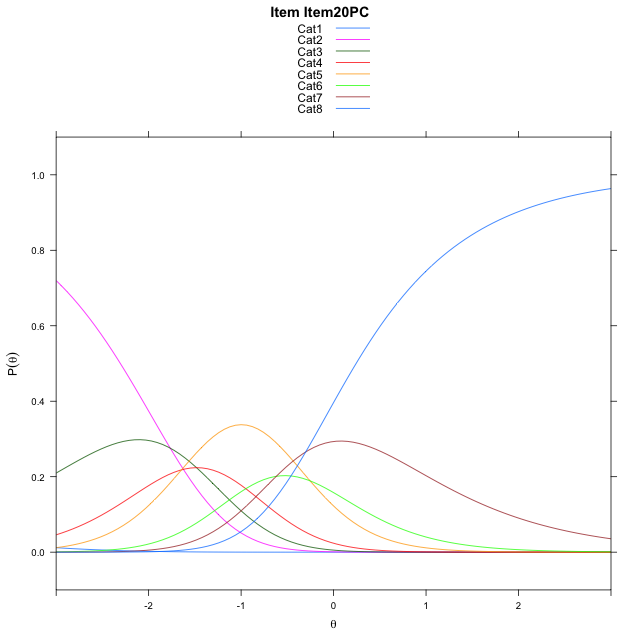 Item Item20PC
Cat1
Cat2
Cat3
Cat4
Cat5
Cat6
Cat7
Cat8
1.0
0.8
0.6
0.4
0.2
0.0
P(θ)
-2 -1 0 1 2
θ